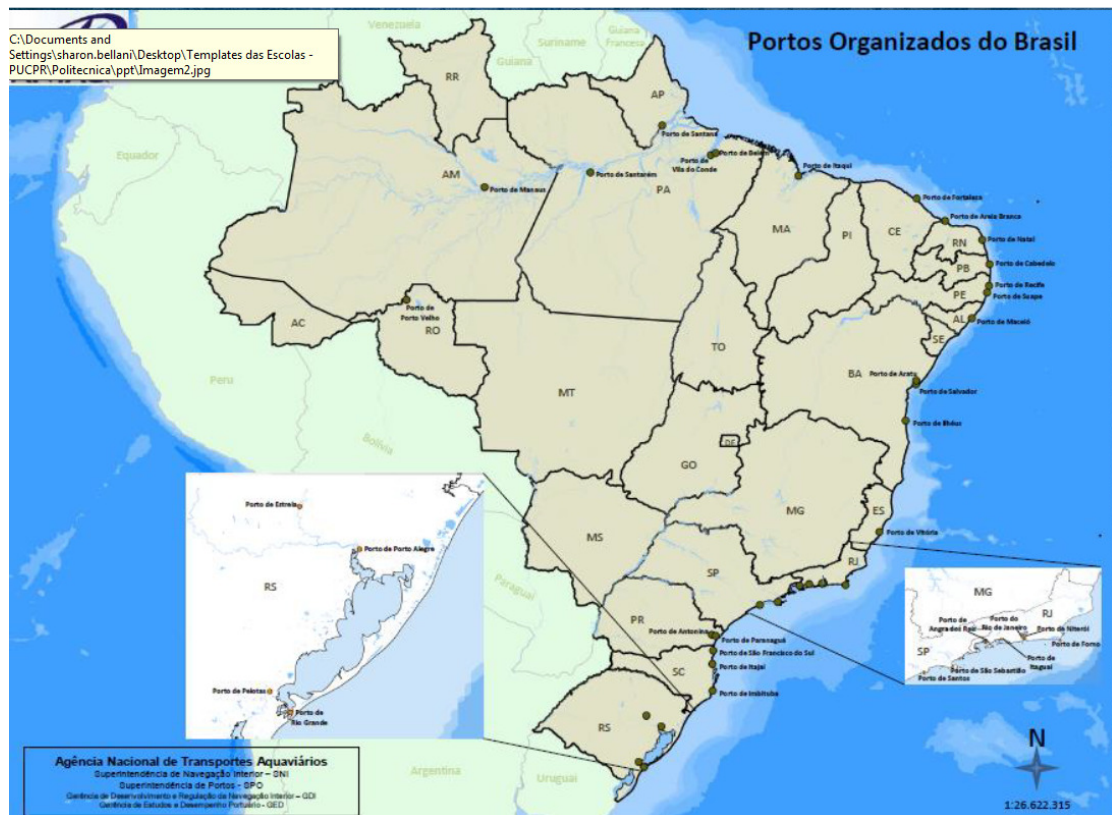 C:\Documents and
Settings\sharon.bellani\Desktop\Templates das Escolas -
PUCPR\Politecnica\ppt\Imagem2.jpg
Portos Organizados do Brasil
Venezuela
Suriname
Guiana
Francesa
Guiana
Equador
Peru
Bolívia
Paraguai
Argentina
Uruguai
RR
AP
AM
PA
MA
PI
CE
RN
PB
PE
AL
SE
AC
RO
TO
BA
MT
GO
DF
MG
ES
MS
SP
RJ
PR
SC
RS
Porto de Santana
Porto de Belém
Porto de
Vila do Conde
Porto de Itaqui
Porto de Santarém
Porto de Manaus
Porto de Fortaleza
Porto de Areia Branca
Porto de Natal
Porto de Cabedelo
Porto de Recife
Porto de Suape
Porto de Maceió
Porto de
Porto Velho
Porto de Aratu
Porto de Salvador
Porto de Ilhéus
Porto de Vitória
Porto de Antonina
Porto de Paranaguá
Porto de São Francisco do Sul
Porto de Itajaí
Porto de Imbituba
Porto de Estrela
Porto de Porto Alegre
RS
Porto de Pelotas
Porto de
Rio Grande
MG
RJ
SP
Porto de
Angra dos Reis
Porto do
Rio de Janeiro
Porto de Niterói
Porto de Forno
Porto de
Itaguaí
Porto de São Sebastião
Porto de Santos
Agência Nacional de Transportes Aquaviários
Superintendência de Navegação Interior – SNI
Superintendência de Portos - SPO
Gerência de Desenvolvimento e Regulação da Navegação Interior – GDI
Gerência de Estudos e Desempenho Portuário - GED
N
1:26.622.315